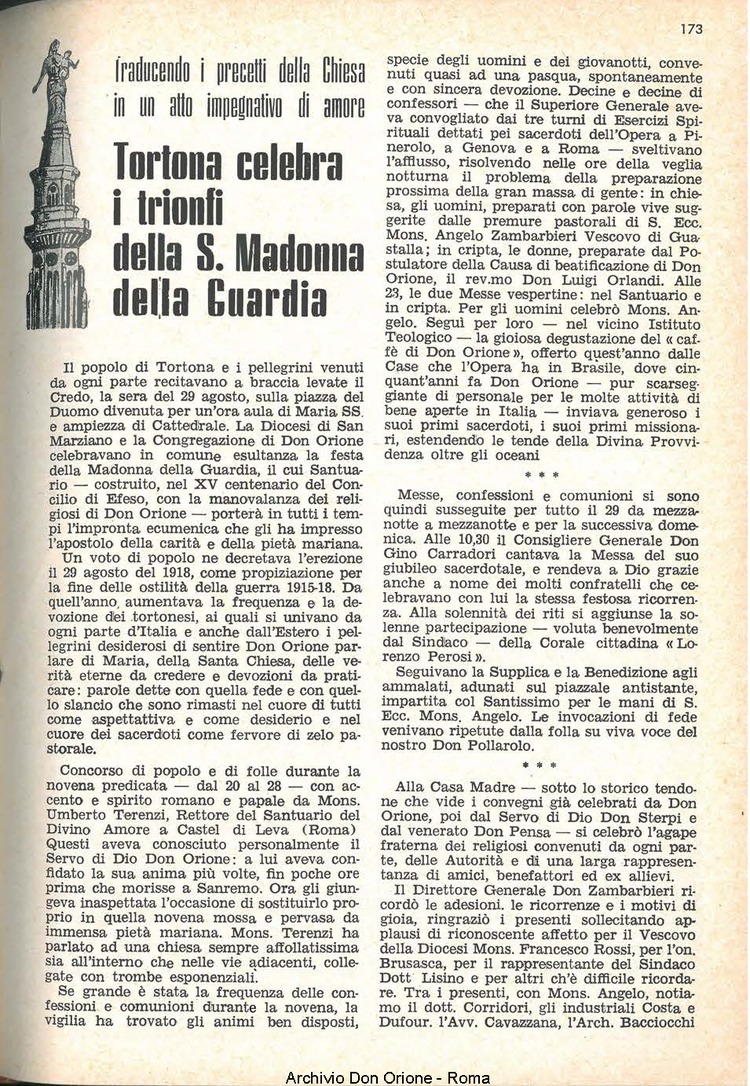 173
Traducendo i precetti della Chiesa
in un atto impegnativo di amore
Tortona celebra
i trionfi
della S. Madonna
della Guardia
Il popolo di Tortona e i pellegrini venuti
da ogni parte recitavano a braccia levate il
Credo, la sera del 29 agosto, sulla piazza del
Duomo divenuta per un'ora aula di Maria SS.
e ampiezza di Cattedrale. La Diocesi di San
Marziano e la Congregazione di Don Orione
celebravano in comune esultanza la festa
della Madonna della Guardia, il cui Santua-
rio — costruito, nel XV centenario del Con-
cilio di Efeso, con la manovalanza dei reli-
giosi di Don Orione — porterà in tutti i tem-
pi l'impronta ecumenica che gli ha impresso
l'apostolo della carità e della pietà mariana.
Un voto di popolo ne decretava l'erezione
il 29 agosto del 1918, come propiziazione per
la fine delle ostilità della guerra 1915-18. Da
quell'anno aumentava la frequenza e la de-
vozione dei tortonesi, ai quali si univano da
ogni parte d'Italia e anche dall'Estero i pel-
legrini desiderosi di sentire Don Orione par-
lare di Maria, della Santa Chiesa, delle ve-
rità eterne da credere e devozioni da prati-
care: parole dette con quella fede e con quel-
lo slancio che sono rimasti nel cuore di tutti
come aspettattiva e come desiderio e nel
cuore dei sacerdoti come fervore di zelo pa-
storale.
Concorso di popolo e di folle durante la
novena predicata — dal 20 al 28 — con ac-
cento e spirito romano e papale da Mons.
Umberto Terenzi, Rettore del Santuario del
Divino Amore a Castel di Leva (Roma)
Questi aveva conosciuto personalmente il
Servo di Dio Don Orione: a lui aveva con-
fidato la sua anima più volte, fin poche ore
prima che morisse a Sanremo. Ora gli giun-
geva inaspettata l'occasione di sostituirlo pro-
prio in quella novena mossa e pervasa da
immensa pietà mariana. Mons. Terenzi ha
parlato ad una chiesa sempre affollatissima
sia all'interno che nelle vie adiacenti, colle-
gate con trombe esponenziali.
Se grande è stata la frequenza delle con-
fessioni e comunioni durante la novena, la
vigilia ha trovato gli animi ben disposti,
specie degli uomini e dei giovanotti, conve-
nuti quasi ad una pasqua, spontaneamente
e con sincera devozione. Decine e decine di
confessori — che il Superiore Generale ave-
va convogliato dai tre turni di Esercizi Spi-
rituali dettati pei sacerdoti dell'Opera a Pi-
nerolo, a Genova e a Roma — sveltivano
l'afflusso, risolvendo nelle ore della veglia
notturna il problema della preparazione
prossima della gran massa di gente: in chie-
sa, gli uomini, preparati con parole vive sug-
gerite dalle premure pastorali di S. Ecc.
Mons. Angelo Zambarbieri Vescovo di Gua-
stalla; in cripta, le donne, preparate dal Po-
stulatore della Causa di beatificazione di Don
Orione, il rev.mo Don Luigi Orlandi. Alle
23, le due Messe vespertine: nel Santuario e
in cripta. Per gli uomini celebrò Mons. An-
gelo. Seguì per loro — nel vicino Istituto
Teologico — la gioiosa degustazione del « caf-
fè di Don Orione », offerto quest'anno dalle
Case che l'Opera ha in Brasile, dove cin-
quant'anni fa Don Orione — pur scarseg-
giante di personale per le molte attività di
bene aperte in Italia — inviava generoso i
suoi primi sacerdoti, i suoi primi missiona-
ri, estendendo le tende della Divina Provvi-
denza oltre gli oceani
* * *
Messe, confessioni e comunioni si sono
quindi susseguite per tutto il 29 da mezza-
notte a mezzanotte e per la successiva dome-
nica. Alle 10,30 il Consigliere Generale Don
Gino Carradori cantava la Messa del suo
giubileo sacerdotale, e rendeva a Dio grazie
anche a nome dei molti confratelli che ce-
lebravano con lui la stessa festosa ricorren-
za. Alla solennità dei riti si aggiunse la so-
lenne partecipazione — voluta benevolmente
dal Sindaco — della Corale cittadina « Lo-
renzo Perosi ».
Seguivano la Supplica e la Benedizione agli
ammalati, adunati sul piazzale antistante,
impartita col Santissimo per le mani di S.
Ecc. Mons. Angelo. Le invocazioni di fede
venivano ripetute dalla folla su viva voce del
nostro Don Pollarolo.
* * *
Alla Casa Madre — sotto lo storico tendo-
ne che vide i convegni già celebrati da Don
Orione, poi dal Servo di Dio Don Sterpi e
dal venerato Don Pensa — si celebrò l'agape
fraterna dei religiosi convenuti da ogni par-
te, delle Autorità e di una larga rappresen-
tanza di amici, benefattori ed ex allievi.
Il Direttore Generale Don Zambarbieri ri-
cordò le adesioni. le ricorrenze e i motivi di
gioia, ringraziò i presenti sollecitando ap-
plausi di riconoscente affetto per il Vescovo
della Diocesi Mons. Francesco Rossi, per l'on.
Brusasca, per il rappresentante del Sindaco
Dott Lisino e per altri ch'è difficile ricorda-
re. Tra i presenti, con Mons. Angelo, notia-
mo il dott. Corridori, gli industriali Costa e
Dufour. l'Avv. Cavazzana, l'Arch. Bacciocchi
Archivio Don Orione - Roma